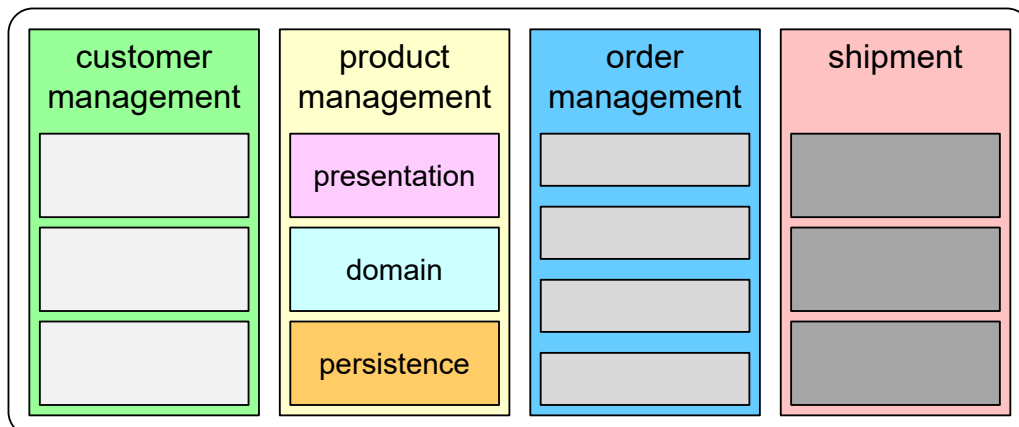 customer
management
product
management
order
management
shipment
presentation
domain
persistence